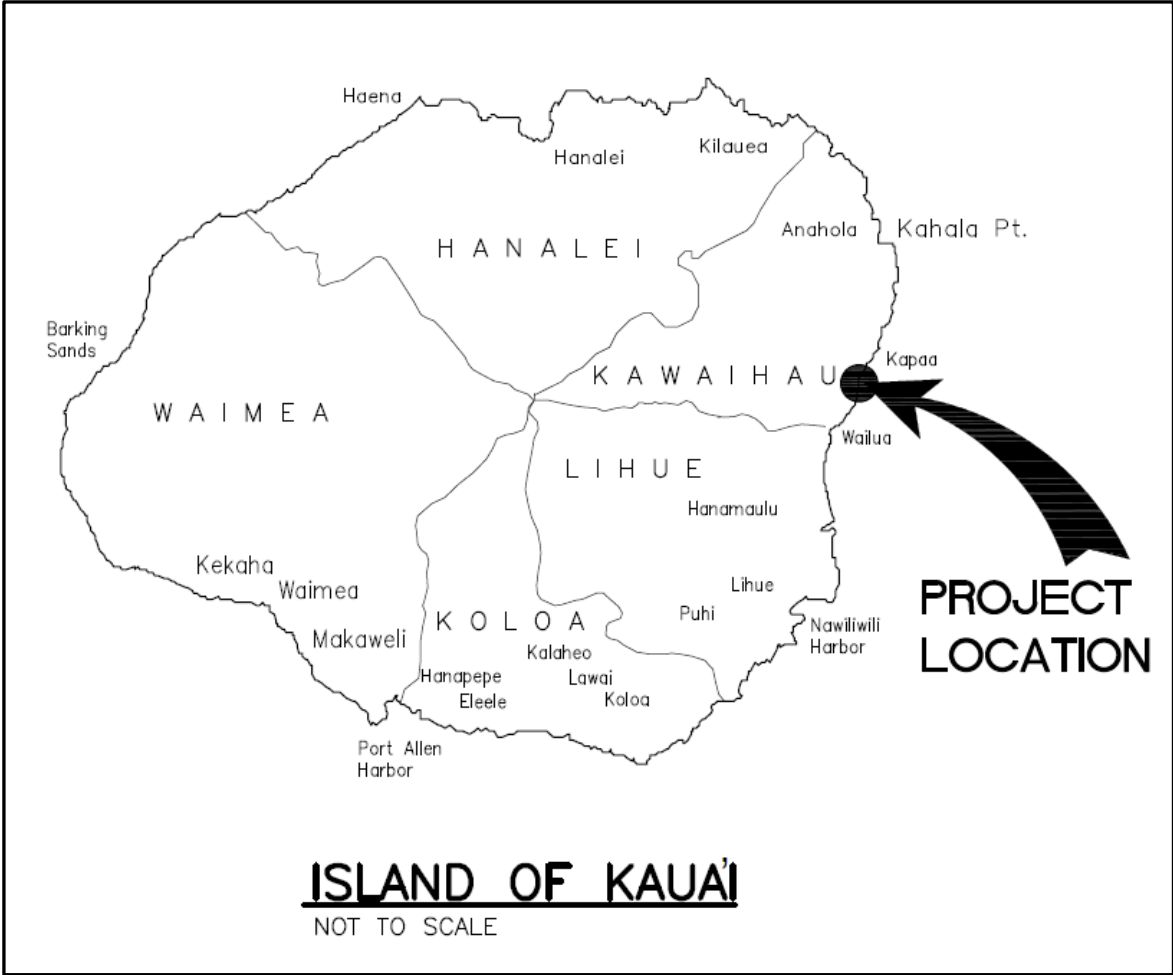 Haena
Hanalei
Kilauea
Anahola
Kahala Pt.
HANALEI
Barking
Sands
Kapaa
KAWAIHAU
WAIMEA
Wailua
LIHUE
Hanamaulu
Kekaha
Waimea
Lihue
Puhi
PROJECT
LOCATION
Nawiliwili
Harbor
KOLOA
Makaweli
Kalaheo
Hanapepe
Lawai
Eleele
Koloa
Port Allen
Harbor
ISLAND OF KAUA'I
NOT TO SCALE